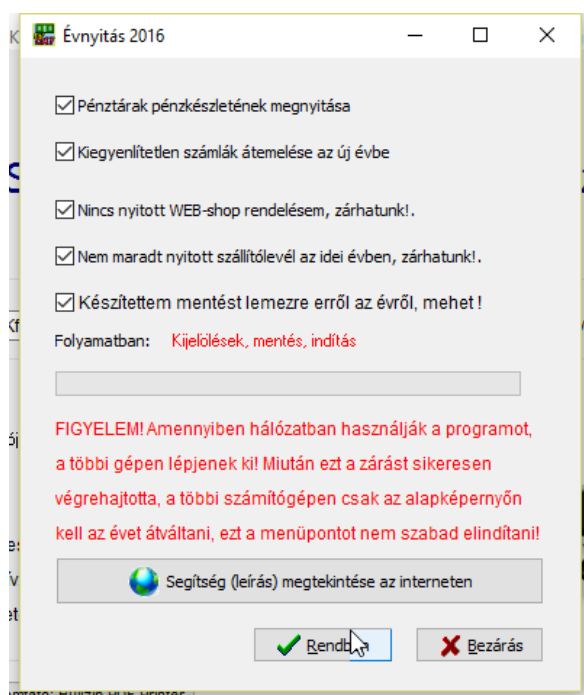 Évnyitás 2016
Pénztárak pénzkészletének megnyitása
Kiegyenlítetlen számlák átemelése az új évbe
Nincs nyitott WEB-shop rendelésem, zárhatunk!.
Nem maradt nyitott szállítólevél az idei évben, zárhatunk!.
Készítettem mentést lemezre erről az évről, mehet !
Folyamatban: Kijelölések, mentés, indítás
FIGYELEM! Amennyiben hálózatban használják a programot,
a többi gépen lépjenek ki! Miután ezt a zárást sikeresen
végrehajtotta, a többi számítógépen csak az alapképernyőn
kell az évet átváltani, ezt a menüpontot nem szabad elindítani!
Segítség (leírás) megtekintése az interneten
Rendben
Bezárás